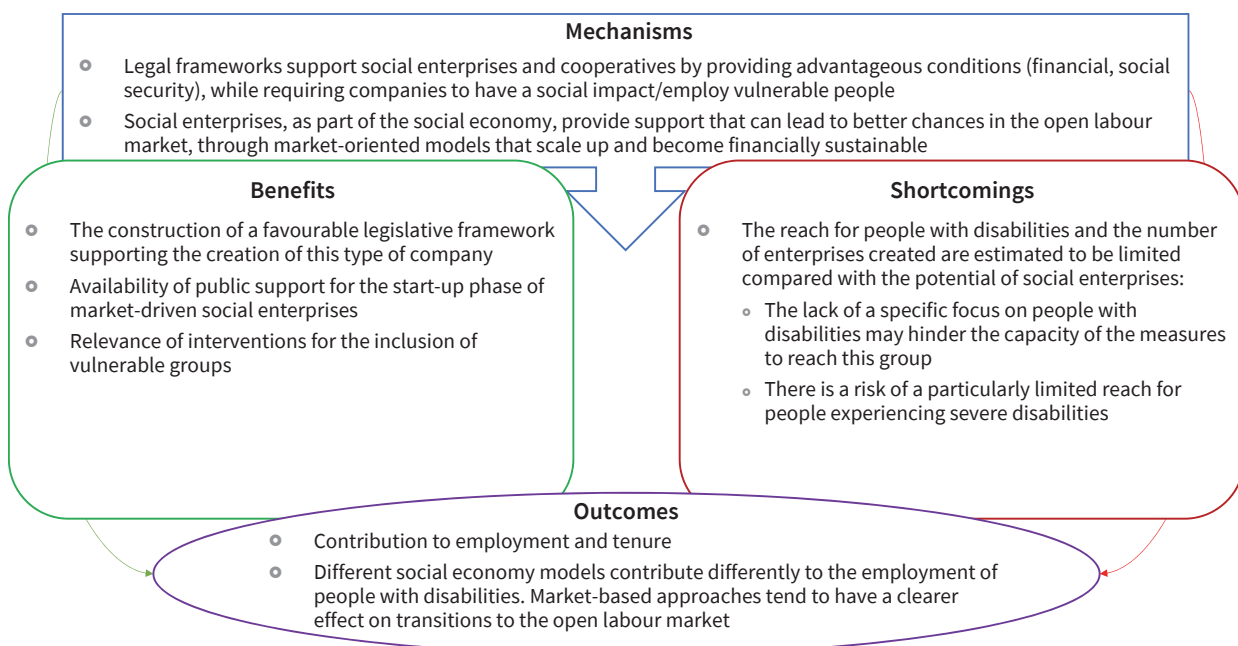 Mechanisms
Legal frameworks support social enterprises and cooperatives by providing advantageous conditions (financial, social
security), while requiring companies to have a social impact/employ vulnerable people
Social enterprises, as part of the social economy, provide support that can lead to better chances in the open labour
market, through market-oriented models that scale up and become financially sustainable
Benefits
The construction of a favourable legislative framework
supporting the creation of this type of company
Availability of public support for the start-up phase of
market-driven social enterprises
Relevance of interventions for the inclusion of
vulnerable groups
Shortcomings
The reach for people with disabilities and the number
of enterprises created are estimated to be limited
compared with the potential of social enterprises:
The lack of a specific focus on people with
disabilities may hinder the capacity of the measures
to reach this group
There is a risk of a particularly limited reach for
people experiencing severe disabilities
Outcomes
Contribution to employment and tenure
Different social economy models contribute differently to the employment of
people with disabilities. Market-based approaches tend to have a clearer
effect on transitions to the open labour market